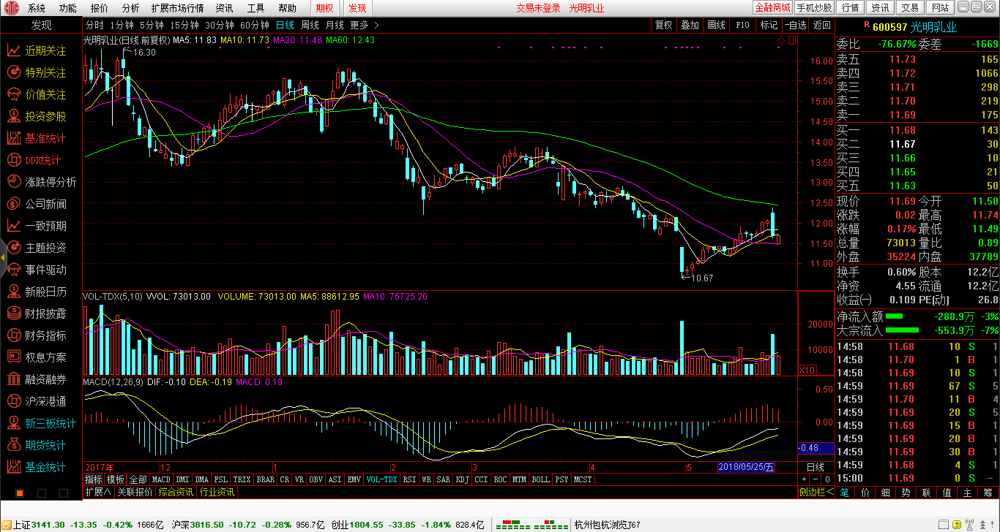 系统 功能 报价 分析 扩展市场行情 资讯 工具 帮助 期权 发现 交易未登录 光明乳业 金融商城 手机炒股 行情 资讯 交易 网站
发现 分时 1分钟 5分钟 15分钟 30分钟 60分钟 日线 周线 月线 更多 > 复权 叠加 画线 F10 标记 -自选 返回
R 600597 光明乳业
光明乳业(日线.前复权) MA5: 11.83 MA10: 11.73 MA20: 11.48 MA60: 12.43
近期关注
特别关注
价值关注
投资参股
基准统计
DDX统计
涨跌停分析
公司新闻
一致预期
主题投资
事件驱动
新股日历
财报披露
财务指标
权息方案
融资融券
沪深港通
新三板统计
期货统计
基金统计
16.30
10.67
16.00
15.50
15.00
14.50
14.00
13.50
13.00
12.50
12.00
11.50
11.00
VOL-TDX(5,10) VVOL: 73013.00 VOLUME: 73013.00 MA5: 88612.95 MA10: 75725.20
20000
10000
X10
MACD(12,26,9) DIF: -0.10 DEA: -0.19 MACD: 0.19
0.50
0.00
-0.48
2017年 12 1 2 3 4 5 2018/05/25/五 日线
指标 模板 全部 MACD DMI DMA FSL TRIX BRAR CR VR OBV ASI EMV VOL-TDX RSI WR SAR KDJ CCI ROC MTM BOLL PSY MCST + - 0
扩展∧ 关联报价 综合资讯 行业资讯 侧边栏<
委比 -76.67% 委差 -1669
卖五 11.73 165
卖四 11.72 1066
卖三 11.71 298
卖二 11.70 219
卖一 11.69 175
买一 11.68 143
买二 11.67 30
买三 11.66 10
买四 11.65 21
买五 11.63 50
现价 11.69 今开 11.50
涨跌 0.02 最高 11.74
涨幅 0.17% 最低 11.49
总量 73013 量比 0.89
外盘 35224 内盘 37789
换手 0.60% 股本 12.2亿
净资 4.55 流通 12.2亿
收益㈠ 0.109 PE[动] 26.8
净流入额 -288.9万 -3%
大宗流入 -553.9万 -7%
14:58 11.68 10 S 1
14:58 11.70 1 B 1
14:58 11.69 10 S 1
14:59 11.69 67 S 5
14:59 11.70 11 B 4
14:59 11.69 20 S 5
14:59 11.69 15 B 1
14:59 11.69 20 B 1
14:59 11.69 30 B 1
14:59 11.68 4 S 1
15:00 11.69 0 S –
笔 价 细 势 联 值 主 筹
上证3141.30 -13.35 -0.42% 1666亿 沪深3816.50 -10.72 -0.28% 956.7亿 创业1804.55 -33.85 -1.84% 828.4亿 杭州包杭浏览J67